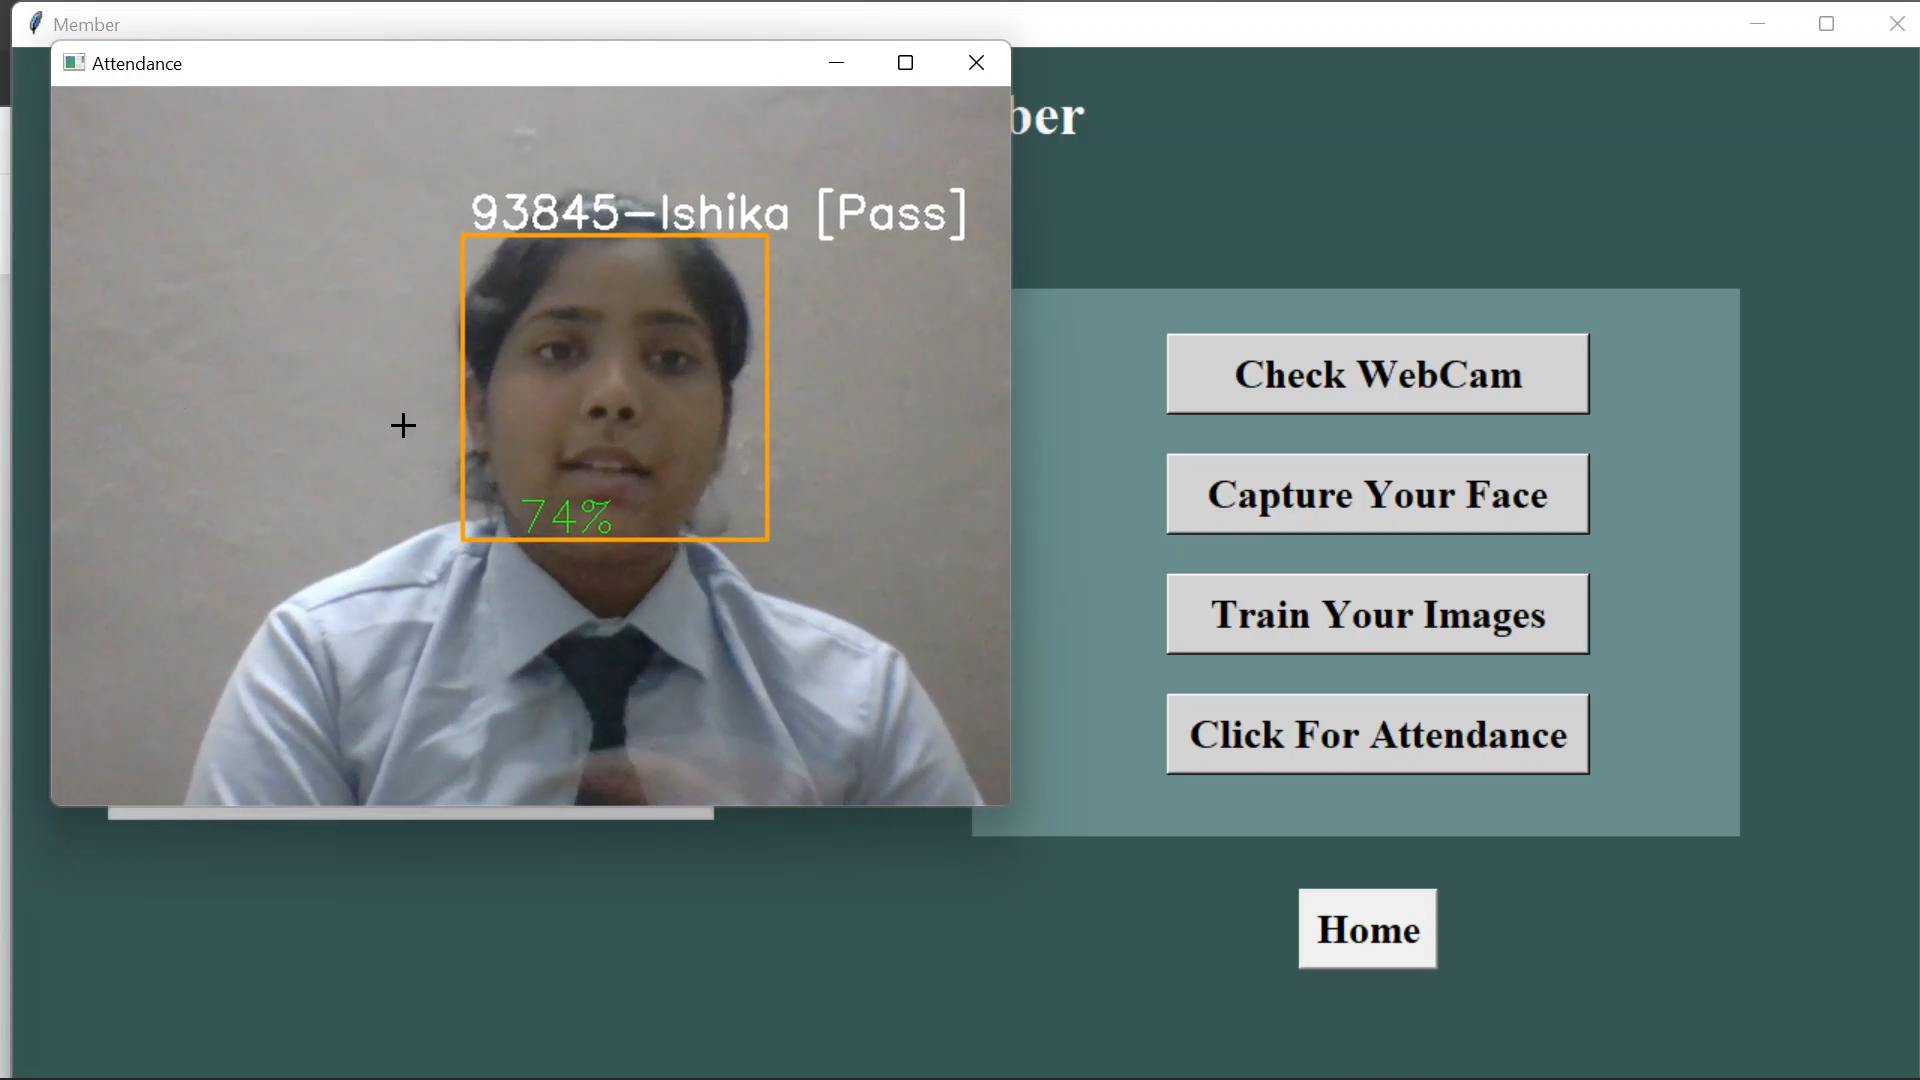 Member
Attendance
ber
93845-Ishika [Pass]
74%
Check WebCam
Capture Your Face
Train Your Images
Click For Attendance
Home